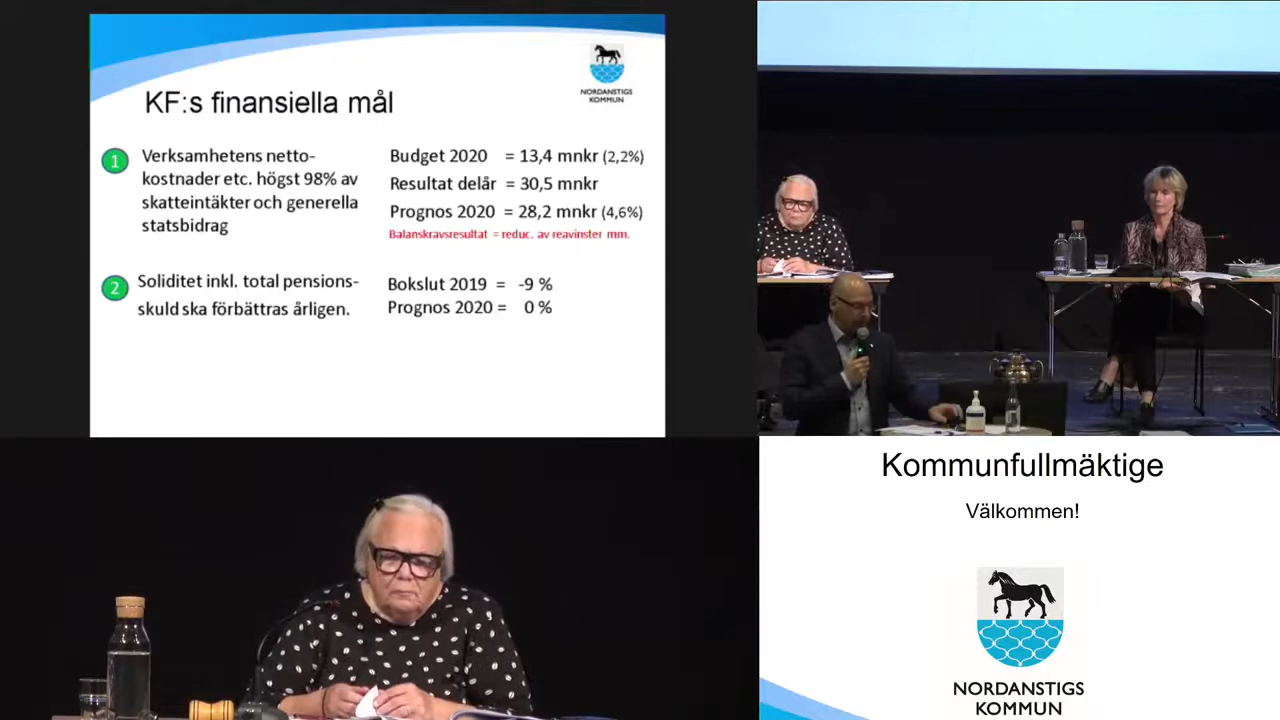 KF:s finansiella mål
NORDANSTIGS
KOMMUN
1
Verksamhetens netto-
kostnader etc. högst 98% av
skatteintäkter och generella
statsbidrag
Budget 2020 = 13,4 mnkr (2,2%)
Resultat delår = 30,5 mnkr
Prognos 2020 = 28,2 mnkr (4,6%)
Balanskravsresultat = reduc. av reavinster mm.
2
Soliditet inkl. total pensions-
skuld ska förbättras årligen.
Bokslut 2019 = -9 %
Prognos 2020 = 0 %
Kommunfullmäktige
Välkommen!
NORDANSTIGS
KOMMUN